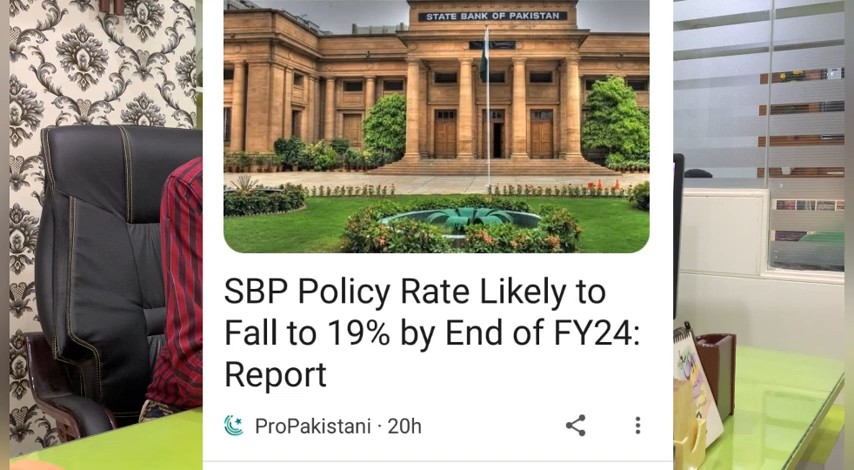 STATE BANK OF PAKISTAN
SBP Policy Rate Likely to
Fall to 19% by End of FY24:
Report
ProPakistani · 20h